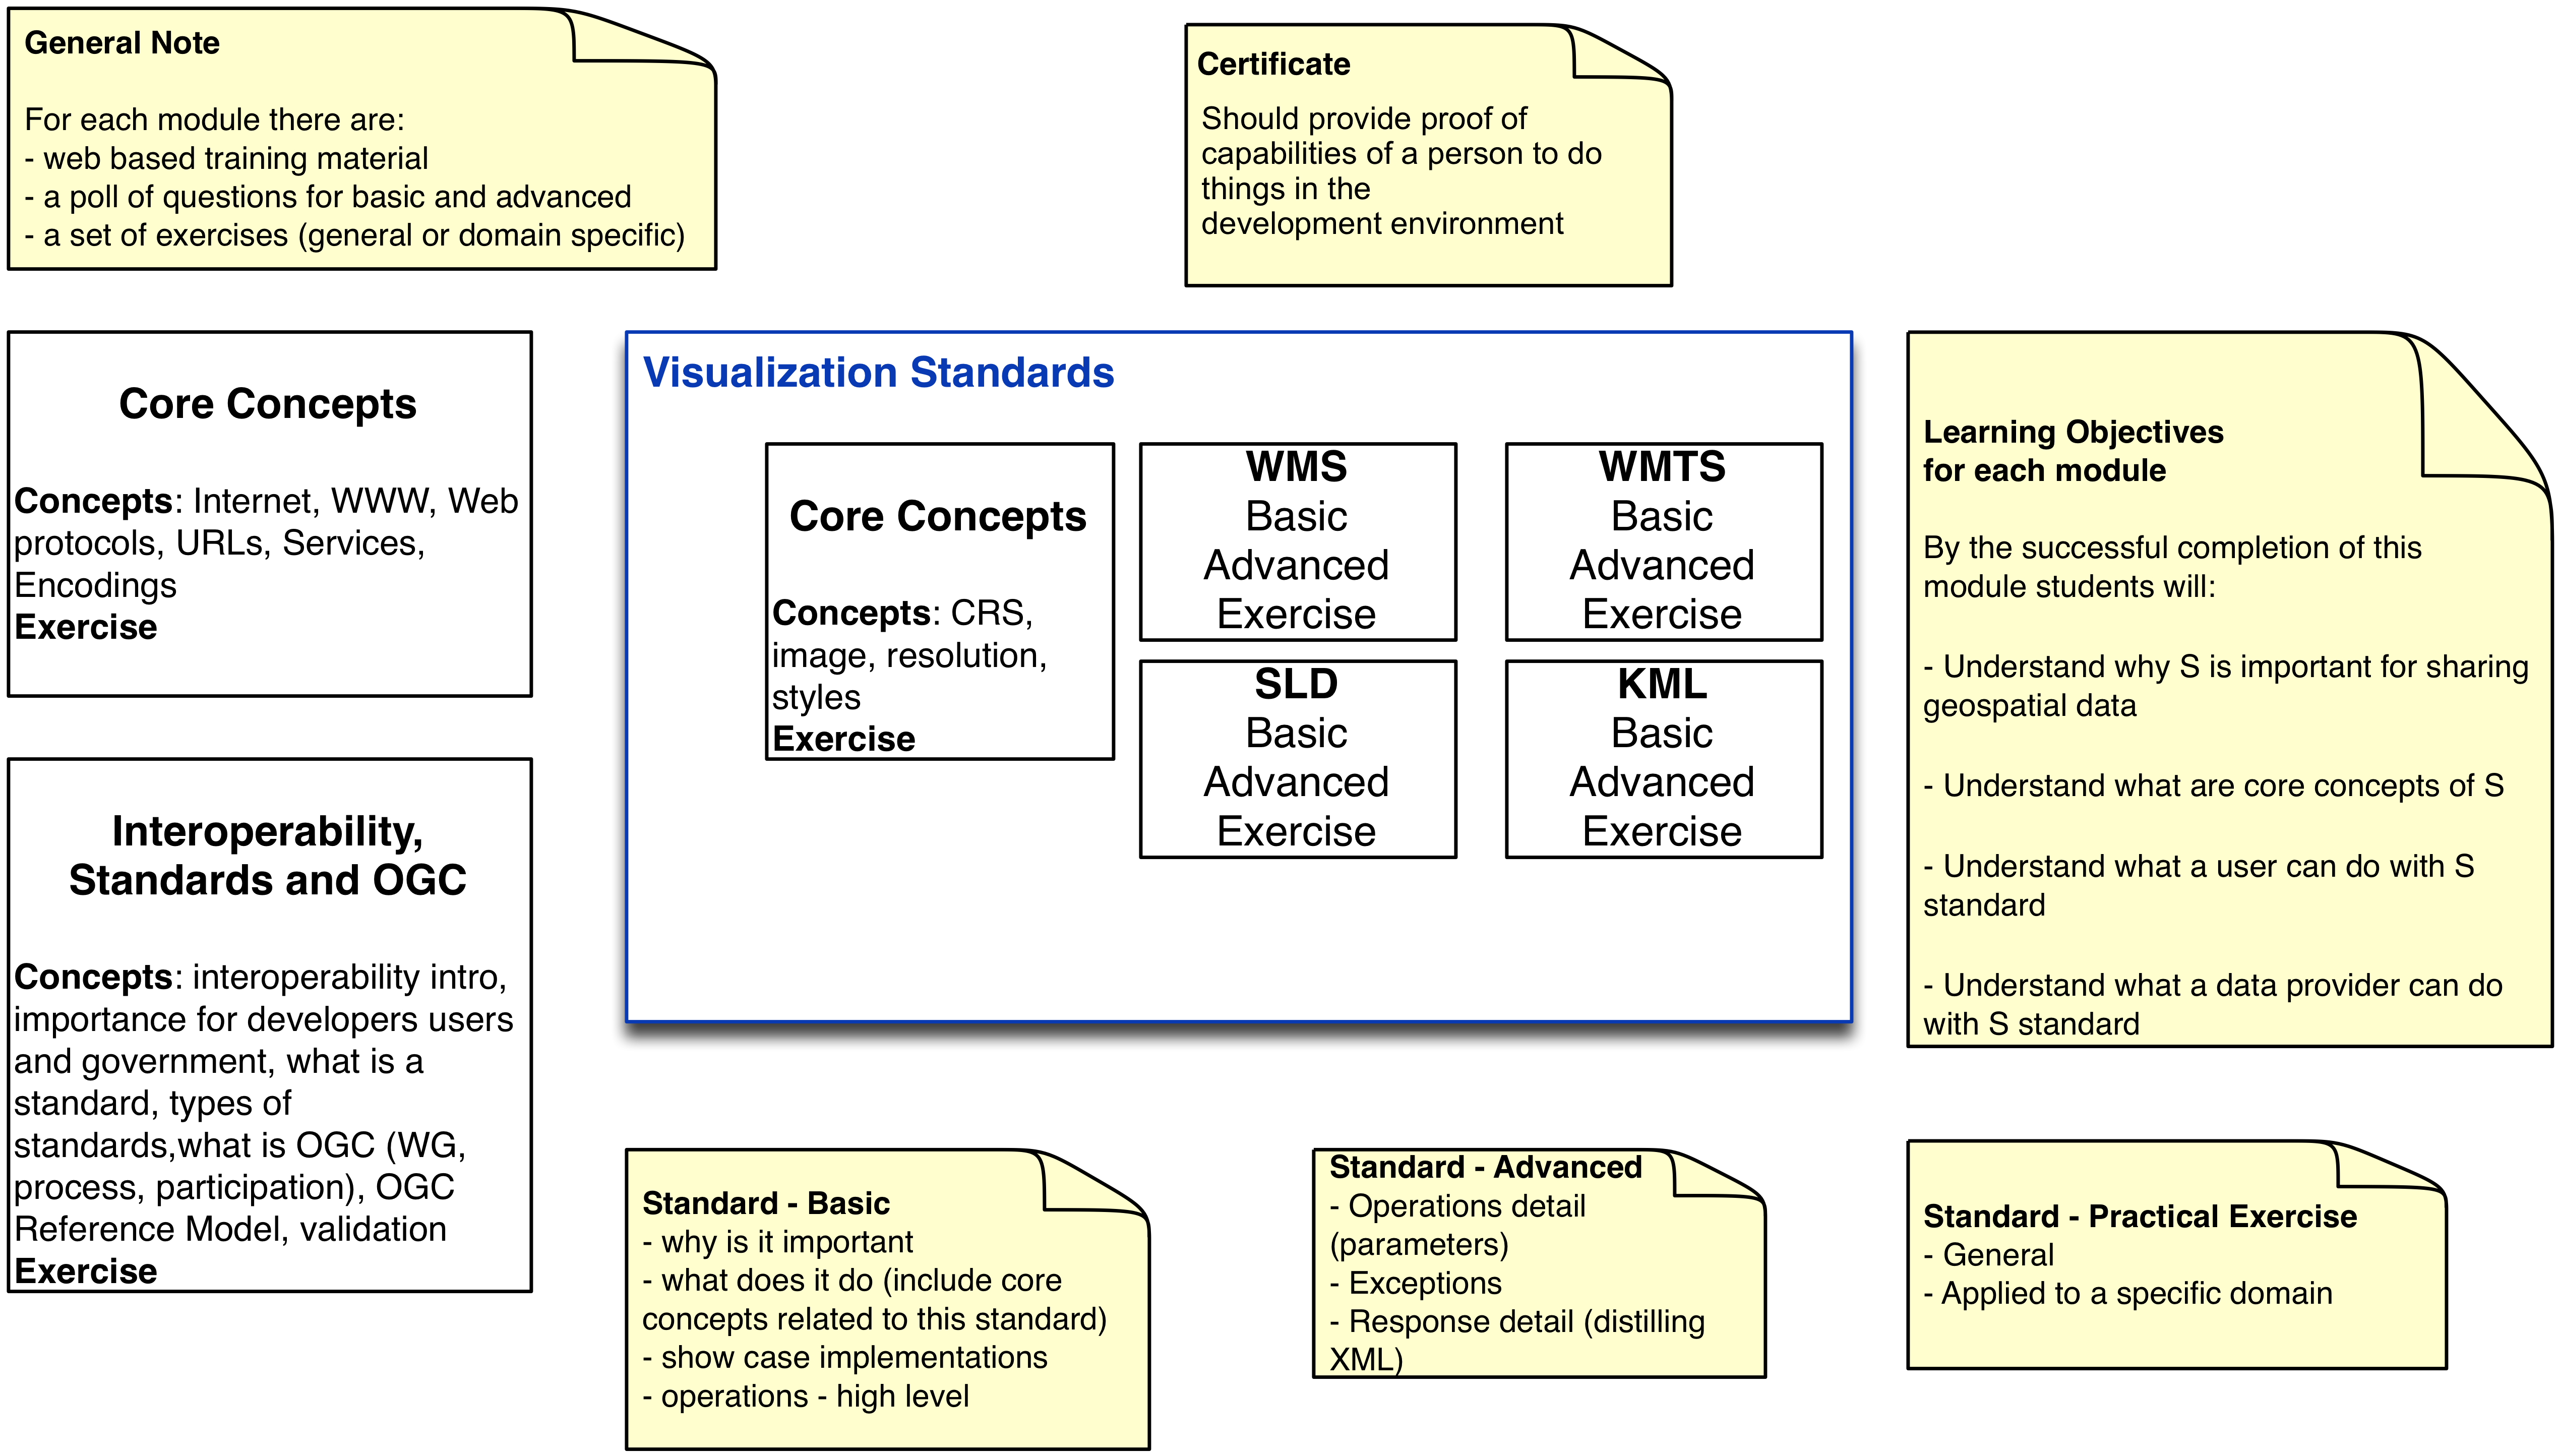 General Note
For each module there are:
- web based training material
- a poll of questions for basic and advanced
- a set of exercises (general or domain specific)
Certificate
Should provide proof of
capabilities of a person to do
things in the
development environment
Core Concepts
Concepts: Internet, WWW, Web
protocols, URLs, Services,
Encodings
Exercise
Interoperability,
Standards and OGC
Concepts: interoperability intro,
importance for developers users
and government, what is a
standard, types of
standards,what is OGC (WG,
process, participation), OGC
Reference Model, validation
Exercise
Visualization Standards
Core Concepts
Concepts: CRS,
image, resolution,
styles
Exercise
WMS
Basic
Advanced
Exercise
WMTS
Basic
Advanced
Exercise
SLD
Basic
Advanced
Exercise
KML
Basic
Advanced
Exercise
Learning Objectives
for each module
By the successful completion of this
module students will:
- Understand why S is important for sharing
geospatial data
- Understand what are core concepts of S
- Understand what a user can do with S
standard
- Understand what a data provider can do
with S standard
Standard - Basic
- why is it important
- what does it do (include core
concepts related to this standard)
- show case implementations
- operations - high level
Standard - Advanced
- Operations detail
(parameters)
- Exceptions
- Response detail (distilling
XML)
Standard - Practical Exercise
- General
- Applied to a specific domain